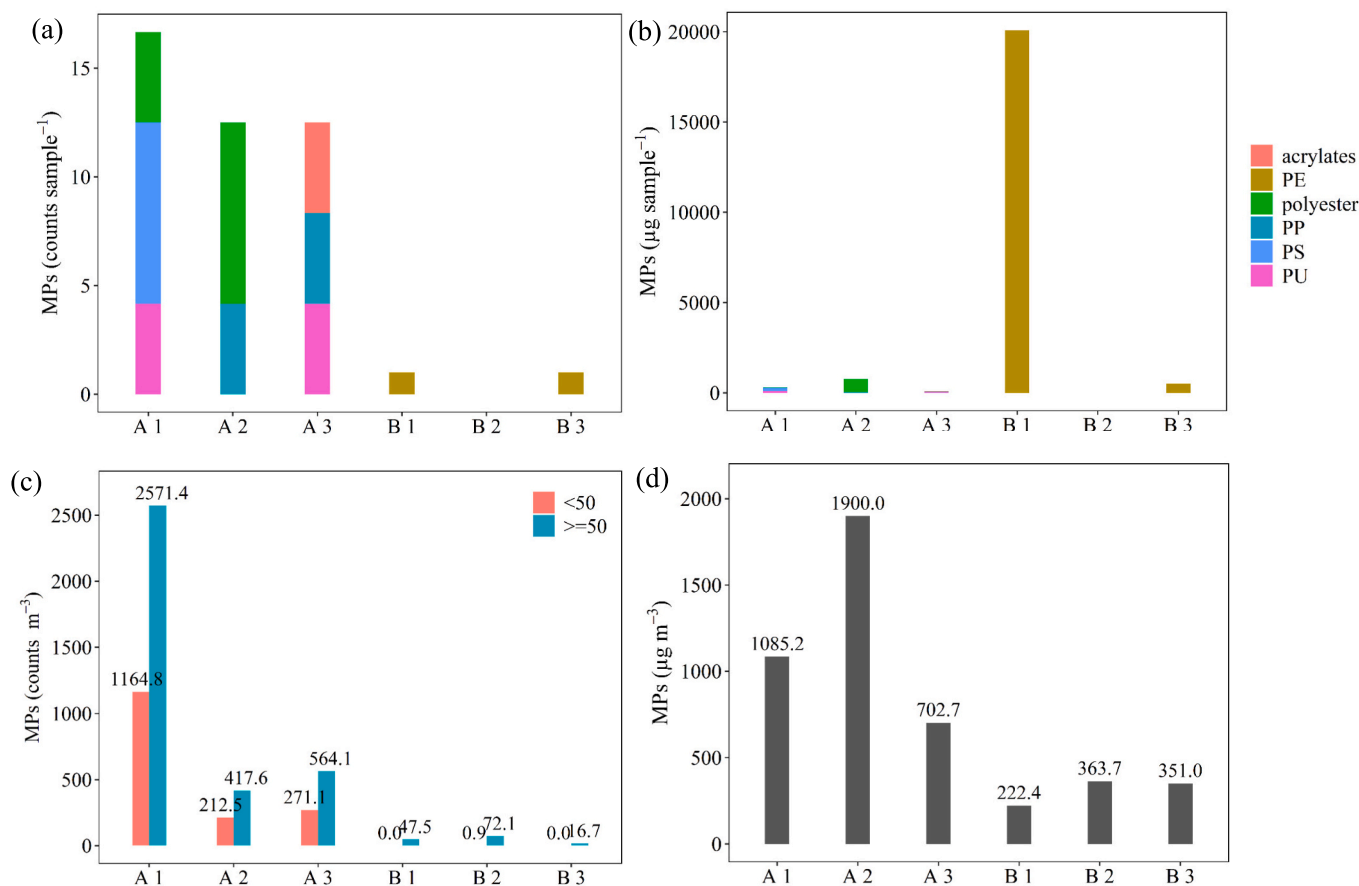 (a)
MPs (counts sample⁻¹)
15
10
5
0
A 1 A 2 A 3 B 1 B 2 B 3
(b)
MPs (µg sample⁻¹)
20000
15000
10000
5000
0
A 1 A 2 A 3 B 1 B 2 B 3
acrylates
PE
polyester
PP
PS
PU
(c)
MPs (counts m⁻³)
2500
2000
1500
1000
500
0
2571.4
1164.8
417.6
212.5
564.1
271.1
0.0
47.5
0.9
72.1
0.0
16.7
<50
>=50
A 1 A 2 A 3 B 1 B 2 B 3
(d)
MPs (µg m⁻³)
2000
1500
1000
500
0
1085.2
1900.0
702.7
222.4
363.7
351.0
A 1 A 2 A 3 B 1 B 2 B 3